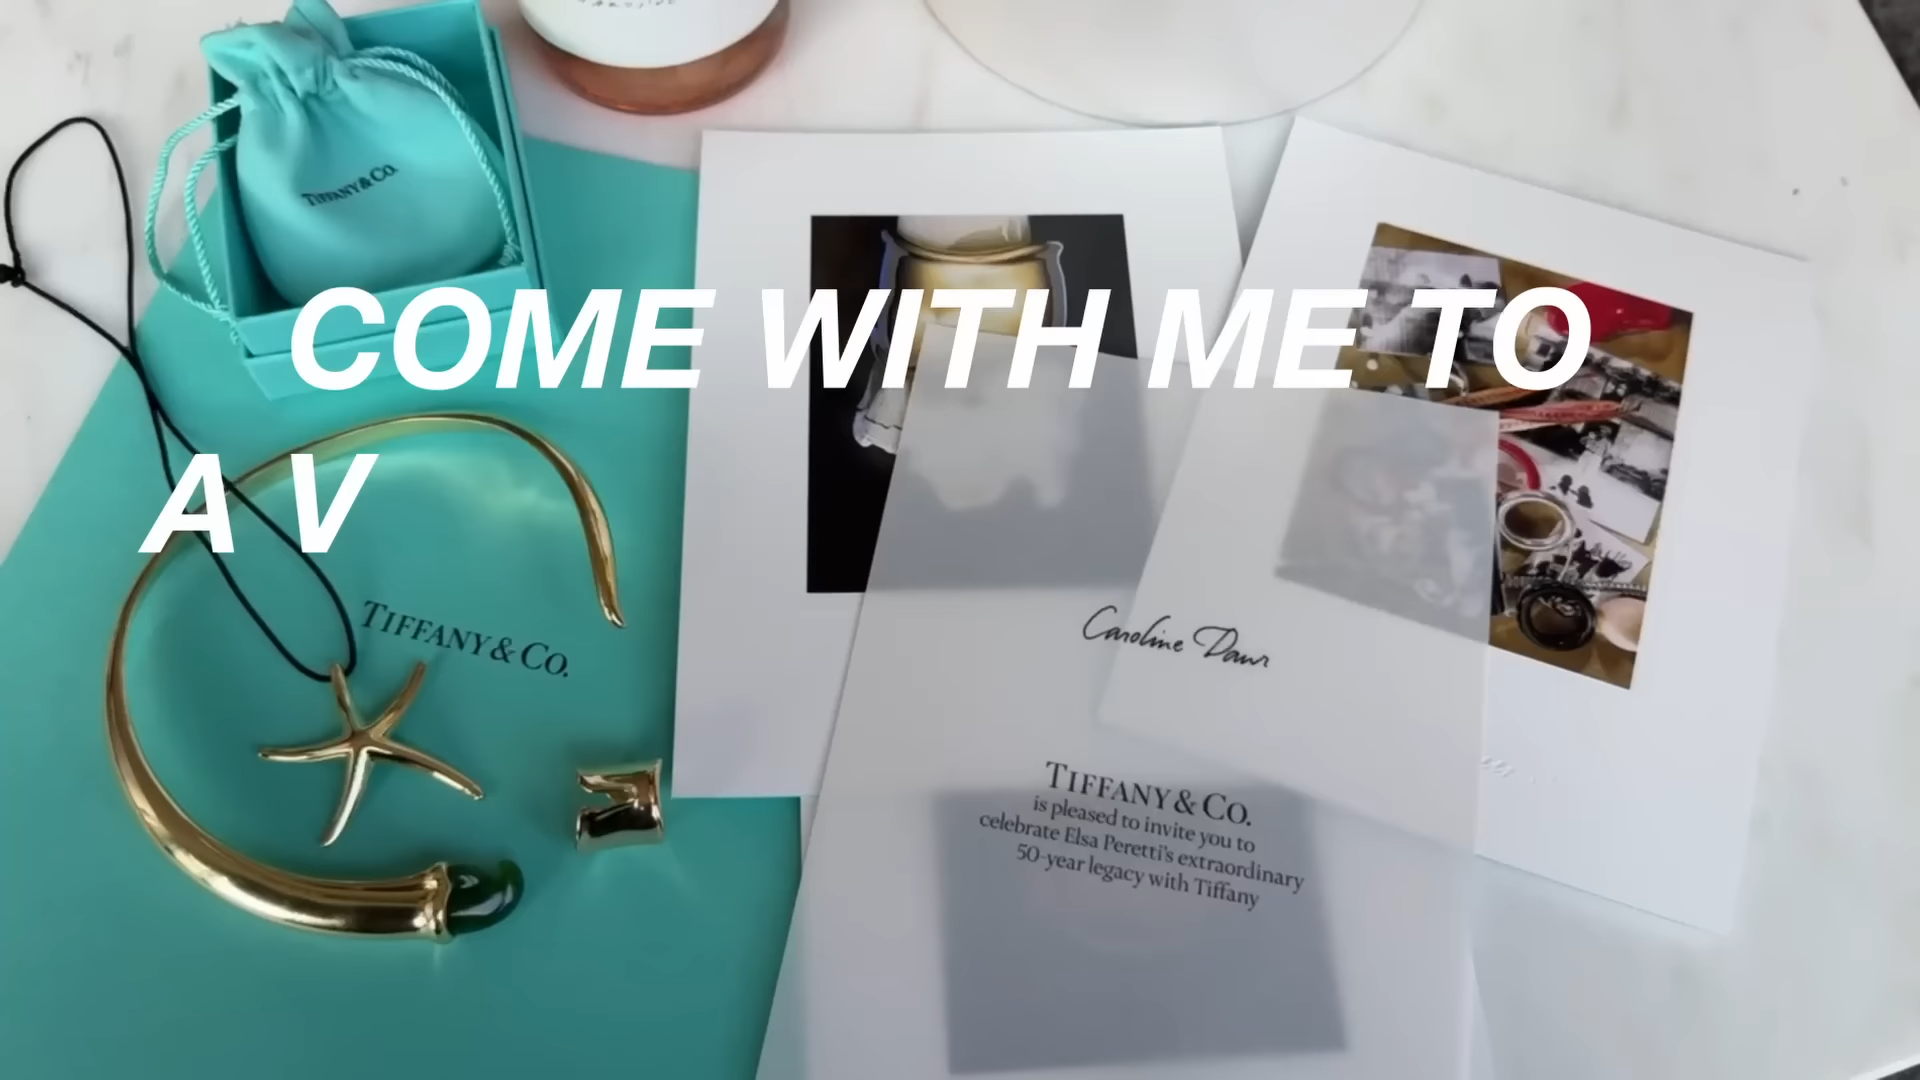 TIFFANY & CO.
COME WITH ME TO
A V
TIFFANY & CO.
Caroline Daur
TIFFANY & CO.
is pleased to invite you to
celebrate Elsa Peretti's extraordinary
50-year legacy with Tiffany